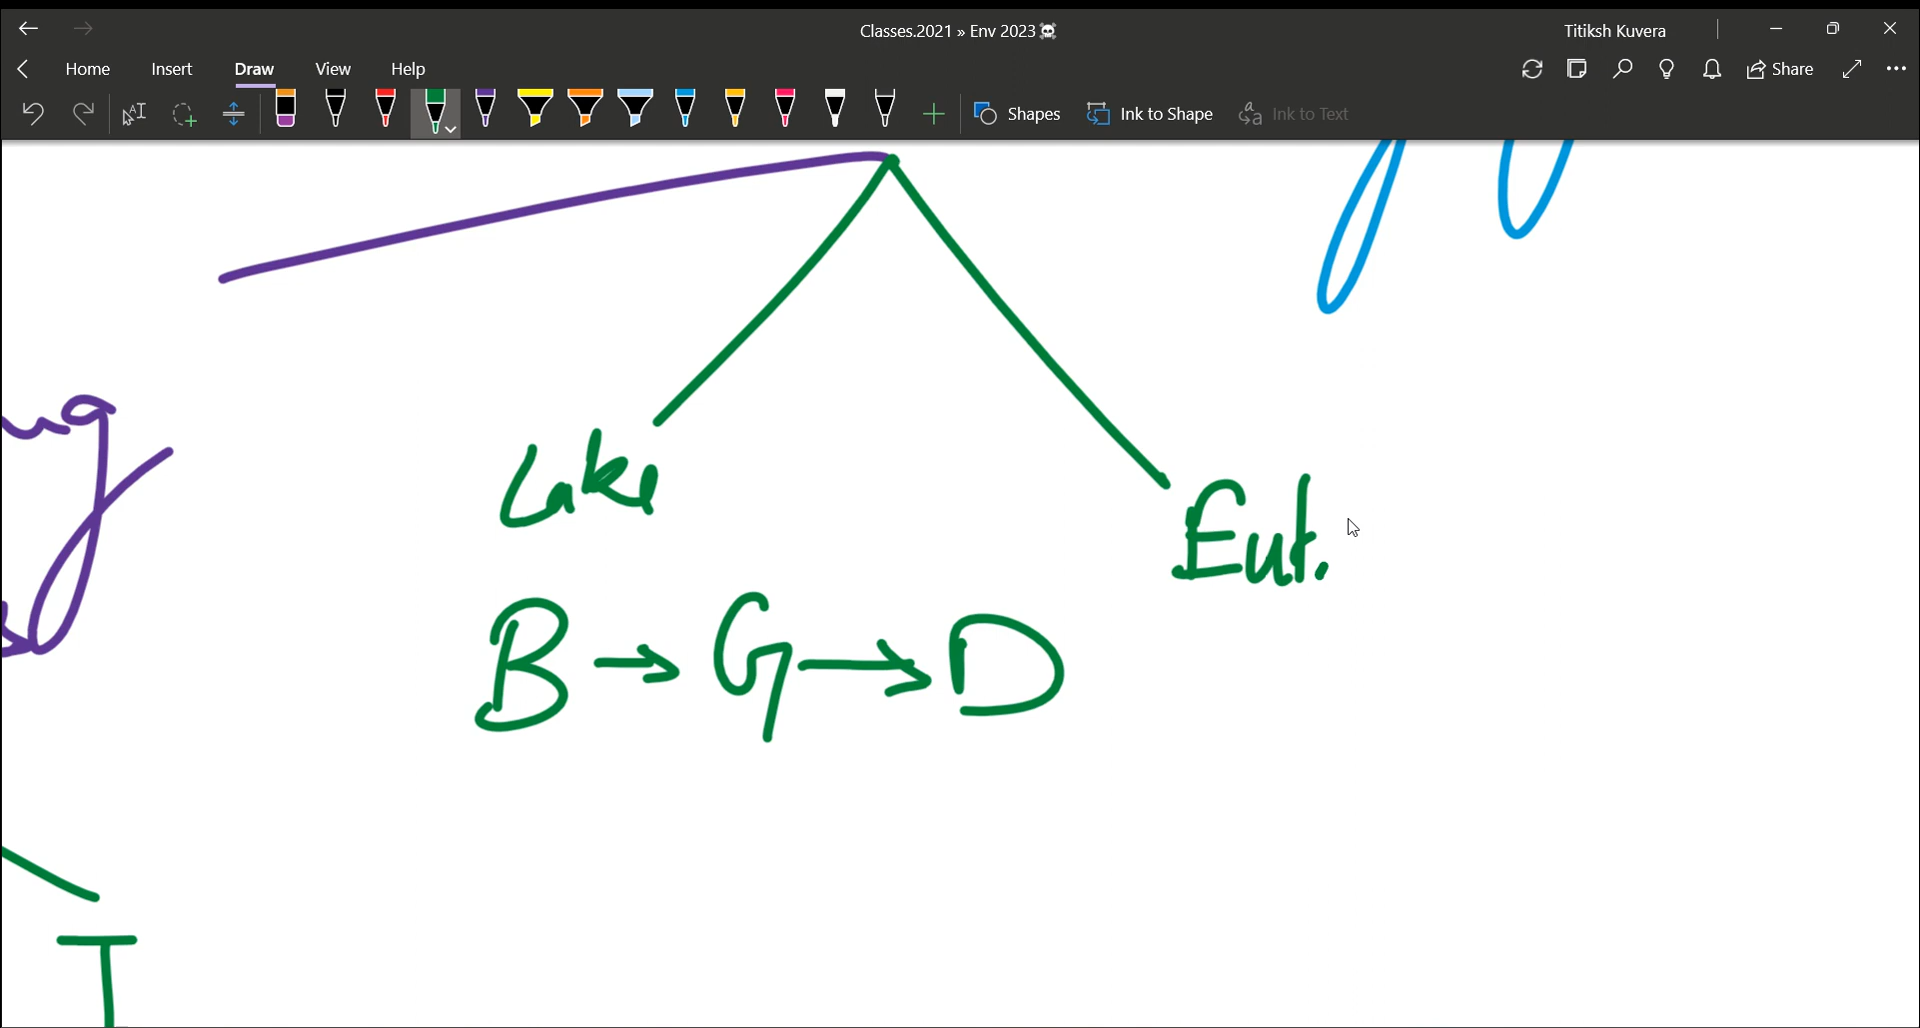 Classes.2021 » Env 2023☠
Titiksh Kuvera
Home Insert Draw View Help
Share
Shapes Ink to Shape Ink to Text
Lake
Eut.
B → G → D
I